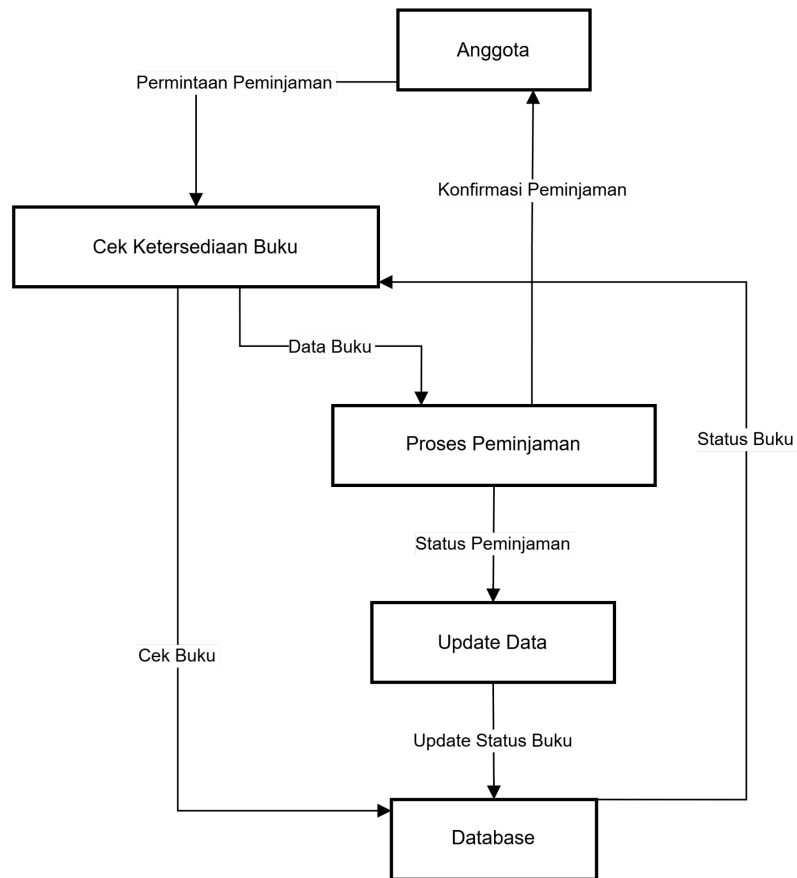 Anggota
Permintaan Peminjaman
Konfirmasi Peminjaman
Cek Ketersediaan Buku
Data Buku
Proses Peminjaman
Status Buku
Status Peminjaman
Update Data
Cek Buku
Update Status Buku
Database